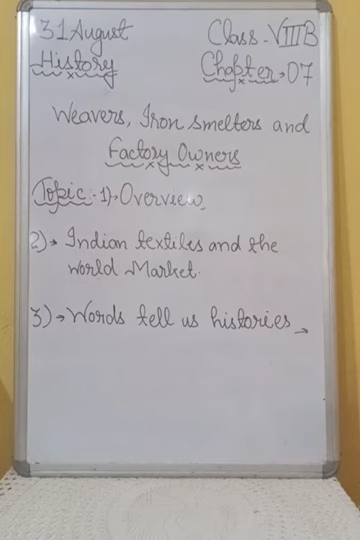 31 August Class - VIII B
History Chapter - 07
Weavers, Iron smelters and
Factory Owners
Topic - 1) Overview
2) → Indian textiles and the
world Market.
3) → Words tell us histories →